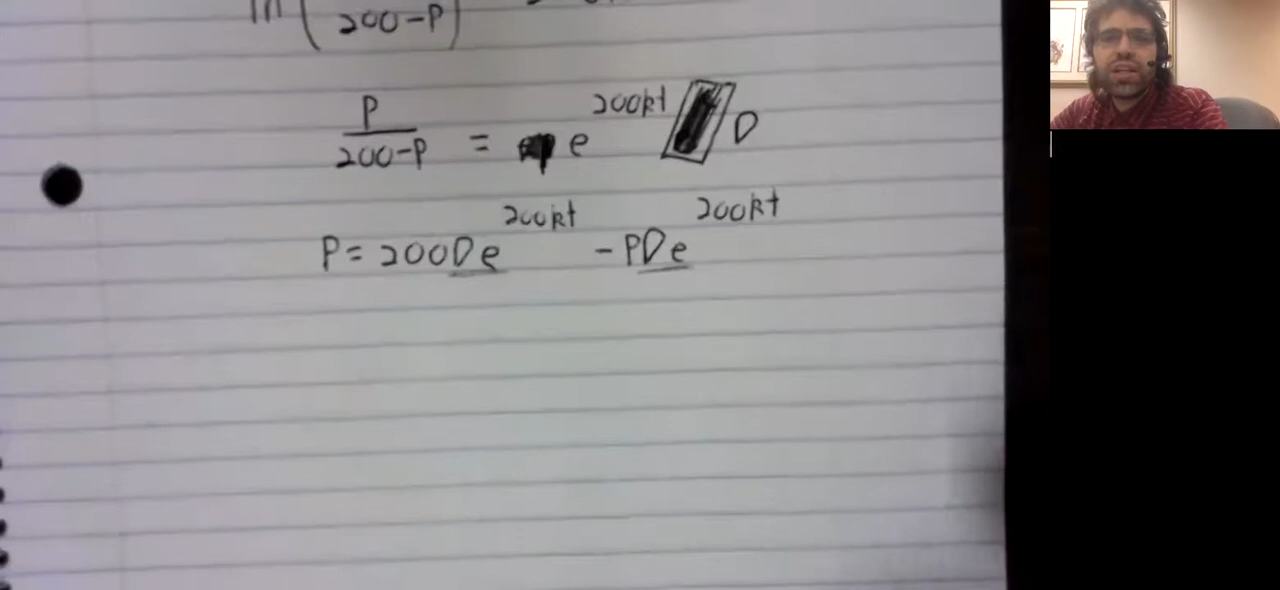 ln(P/(200-P))
P/(200-P) = e^200kt D
P = 200De^200kt - PDe^200kt